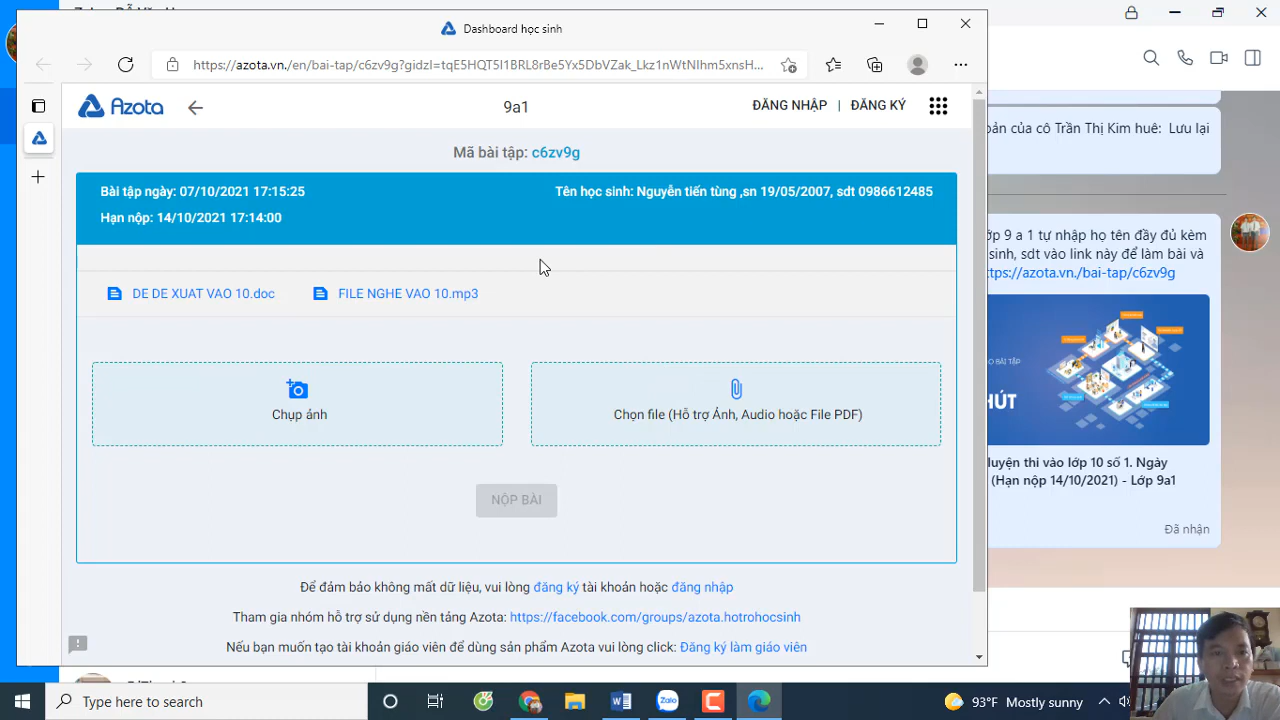 Dashboard học sinh
https://azota.vn./en/bai-tap/c6zv9g?gidzl=tqE5HQT5I1BRL8rBe5Yx5DbVZak_Lkz1nWtNIhm5xnsH...
Azota
9a1
ĐĂNG NHẬP | ĐĂNG KÝ
Mã bài tập: c6zv9g
Bài tập ngày: 07/10/2021 17:15:25
Tên học sinh: Nguyễn tiến tùng ,sn 19/05/2007, sdt 0986612485
Hạn nộp: 14/10/2021 17:14:00
DE DE XUAT VAO 10.doc
FILE NGHE VAO 10.mp3
Chụp ảnh
Chọn file (Hỗ trợ Ảnh, Audio hoặc File PDF)
NỘP BÀI
Để đảm bảo không mất dữ liệu, vui lòng đăng ký tài khoản hoặc đăng nhập
Tham gia nhóm hỗ trợ sử dụng nền tảng Azota: https://facebook.com/groups/azota.hotrohocsinh
Nếu bạn muốn tạo tài khoản giáo viên để dùng sản phẩm Azota vui lòng click: Đăng ký làm giáo viên
của cô Trần Thị Kim huê: Lưu lại
9 a 1 tự nhập họ tên đầy đủ kèm
sinh, sdt vào link này để làm bài và
ttps://azota.vn./bai-tap/c6zv9g
HÚT
luyện thi vào lớp 10 số 1. Ngày
(Hạn nộp 14/10/2021) - Lớp 9a1
Đã nhận
Type here to search
Zalo
93°F Mostly sunny